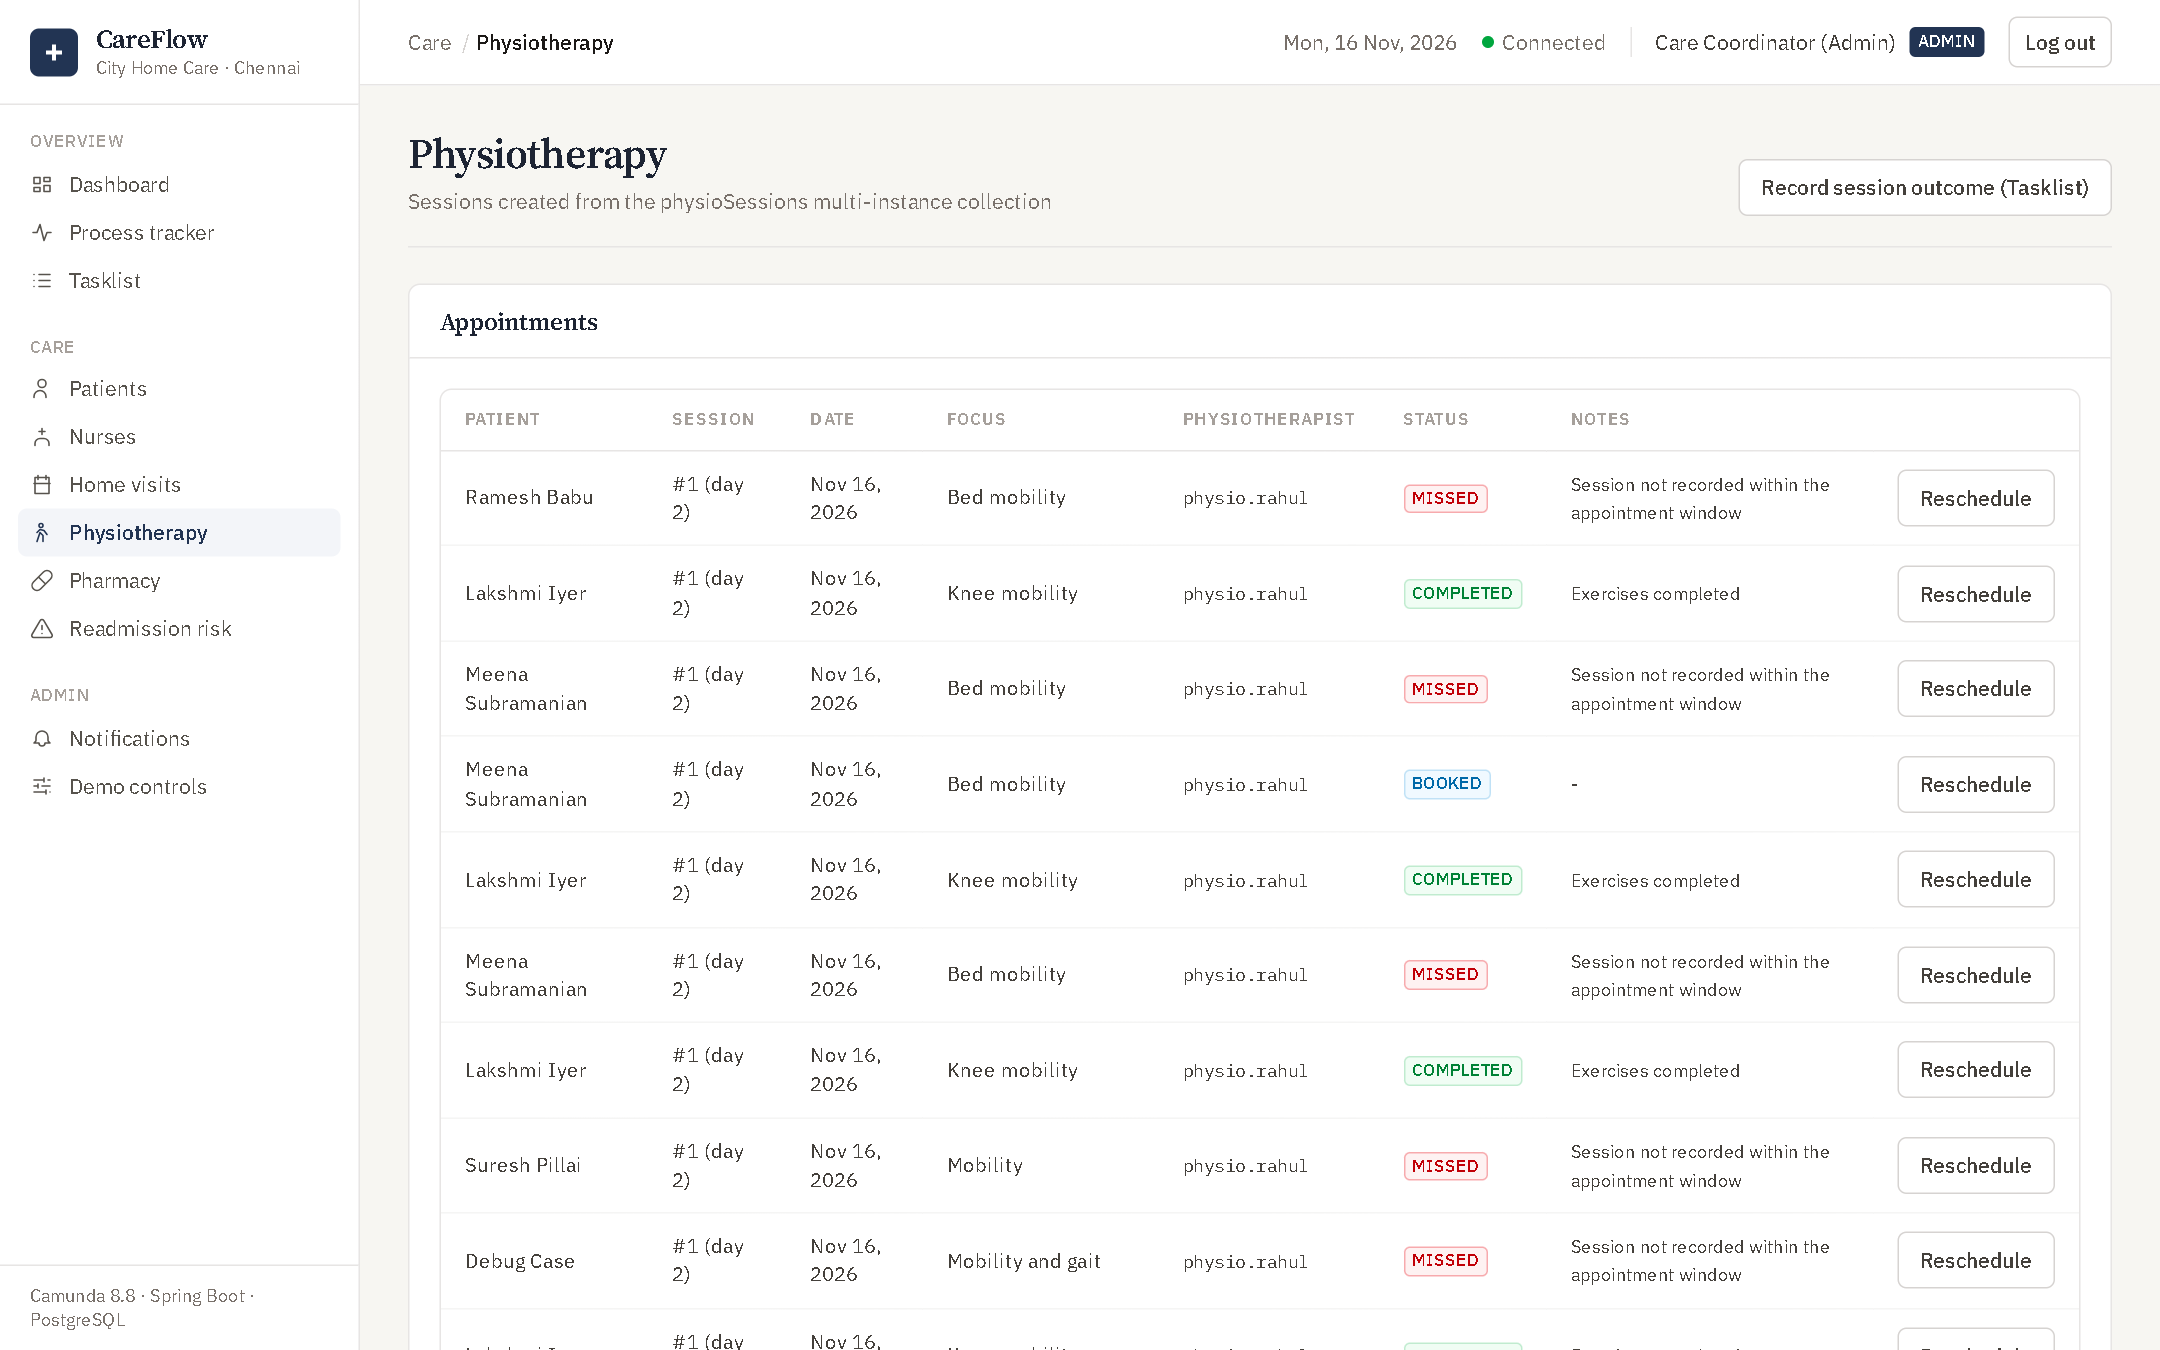 CareFlow
City Home Care · Chennai
OVERVIEW
Dashboard
Process tracker
Tasklist
CARE
Patients
Nurses
Home visits
Physiotherapy
Pharmacy
Readmission risk
ADMIN
Notifications
Demo controls
Camunda 8.8 · Spring Boot ·
PostgreSQL
Care / Physiotherapy
Mon, 16 Nov, 2026 Connected Care Coordinator (Admin) ADMIN Log out
Physiotherapy
Sessions created from the physioSessions multi-instance collection
Record session outcome (Tasklist)
Appointments
PATIENT SESSION DATE FOCUS PHYSIOTHERAPIST STATUS NOTES
Ramesh Babu #1 (day 2) Nov 16, 2026 Bed mobility physio.rahul MISSED Session not recorded within the appointment window Reschedule
Lakshmi Iyer #1 (day 2) Nov 16, 2026 Knee mobility physio.rahul COMPLETED Exercises completed Reschedule
Meena Subramanian #1 (day 2) Nov 16, 2026 Bed mobility physio.rahul MISSED Session not recorded within the appointment window Reschedule
Meena Subramanian #1 (day 2) Nov 16, 2026 Bed mobility physio.rahul BOOKED - Reschedule
Lakshmi Iyer #1 (day 2) Nov 16, 2026 Knee mobility physio.rahul COMPLETED Exercises completed Reschedule
Meena Subramanian #1 (day 2) Nov 16, 2026 Bed mobility physio.rahul MISSED Session not recorded within the appointment window Reschedule
Lakshmi Iyer #1 (day 2) Nov 16, 2026 Knee mobility physio.rahul COMPLETED Exercises completed Reschedule
Suresh Pillai #1 (day 2) Nov 16, 2026 Mobility physio.rahul MISSED Session not recorded within the appointment window Reschedule
Debug Case #1 (day 2) Nov 16, 2026 Mobility and gait physio.rahul MISSED Session not recorded within the appointment window Reschedule
#1 (day Nov 16,